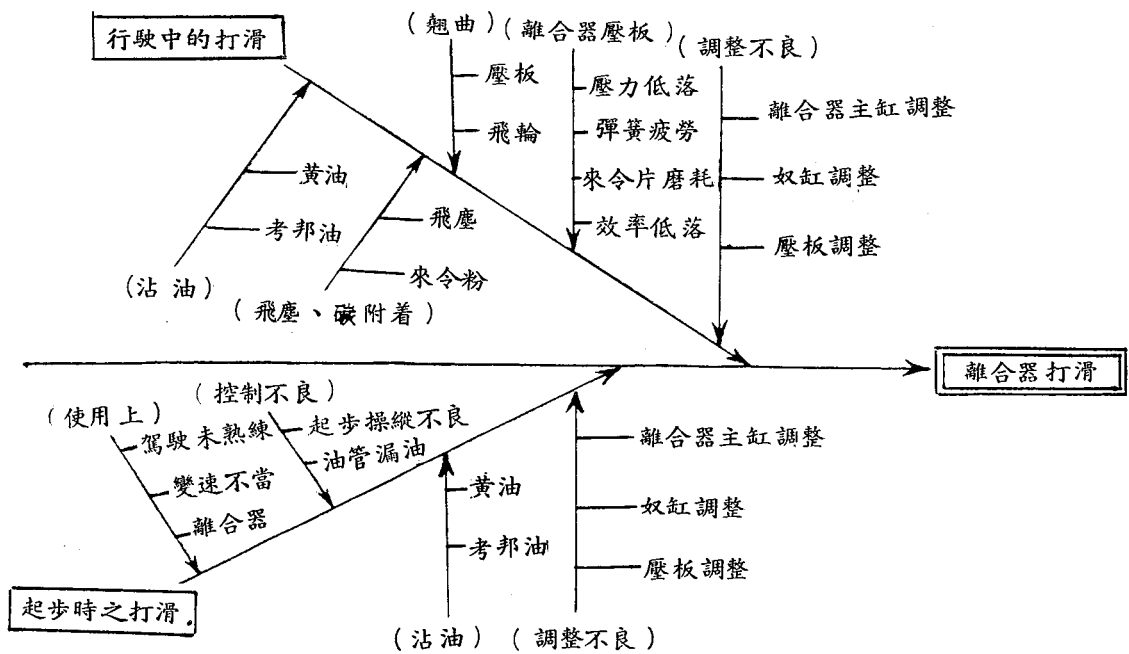 行駛中的打滑
(翹曲)
壓板
飛輪
(離合器壓板)
壓力低落
彈簧疲勞
來令片磨耗
效率低落
(調整不良)
離合器主缸調整
奴缸調整
壓板調整
黃油
考邦油
(沾油)
飛塵
來令粉
(飛塵、碳附着)
離合器打滑
(使用上)
駕駛未熟練
變速不當
離合器
(控制不良)
起步操縱不良
油管漏油
黃油
考邦油
(沾油)
離合器主缸調整
奴缸調整
壓板調整
(調整不良)
起步時之打滑.